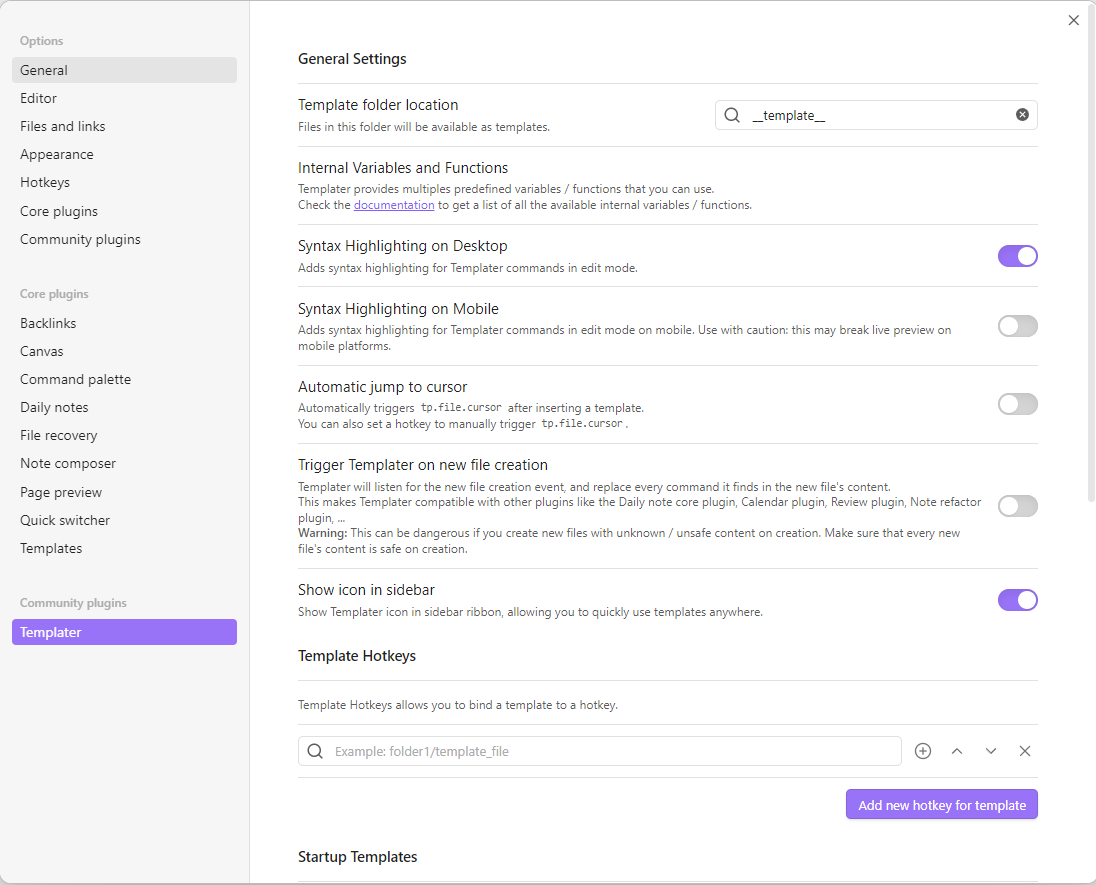 Options
General
Editor
Files and links
Appearance
Hotkeys
Core plugins
Community plugins
Core plugins
Backlinks
Canvas
Command palette
Daily notes
File recovery
Note composer
Page preview
Quick switcher
Templates
Community plugins
Templater
General Settings
Template folder location
Files in this folder will be available as templates.
__template__
Internal Variables and Functions
Templater provides multiples predefined variables / functions that you can use.
Check the documentation to get a list of all the available internal variables / functions.
Syntax Highlighting on Desktop
Adds syntax highlighting for Templater commands in edit mode.
Syntax Highlighting on Mobile
Adds syntax highlighting for Templater commands in edit mode on mobile. Use with caution: this may break live preview on
mobile platforms.
Automatic jump to cursor
Automatically triggers tp.file.cursor after inserting a template.
You can also set a hotkey to manually trigger tp.file.cursor.
Trigger Templater on new file creation
Templater will listen for the new file creation event, and replace every command it finds in the new file's content.
This makes Templater compatible with other plugins like the Daily note core plugin, Calendar plugin, Review plugin, Note refactor
plugin, ...
Warning: This can be dangerous if you create new files with unknown / unsafe content on creation. Make sure that every new
file's content is safe on creation.
Show icon in sidebar
Show Templater icon in sidebar ribbon, allowing you to quickly use templates anywhere.
Template Hotkeys
Template Hotkeys allows you to bind a template to a hotkey.
Example: folder1/template_file
Add new hotkey for template
Startup Templates